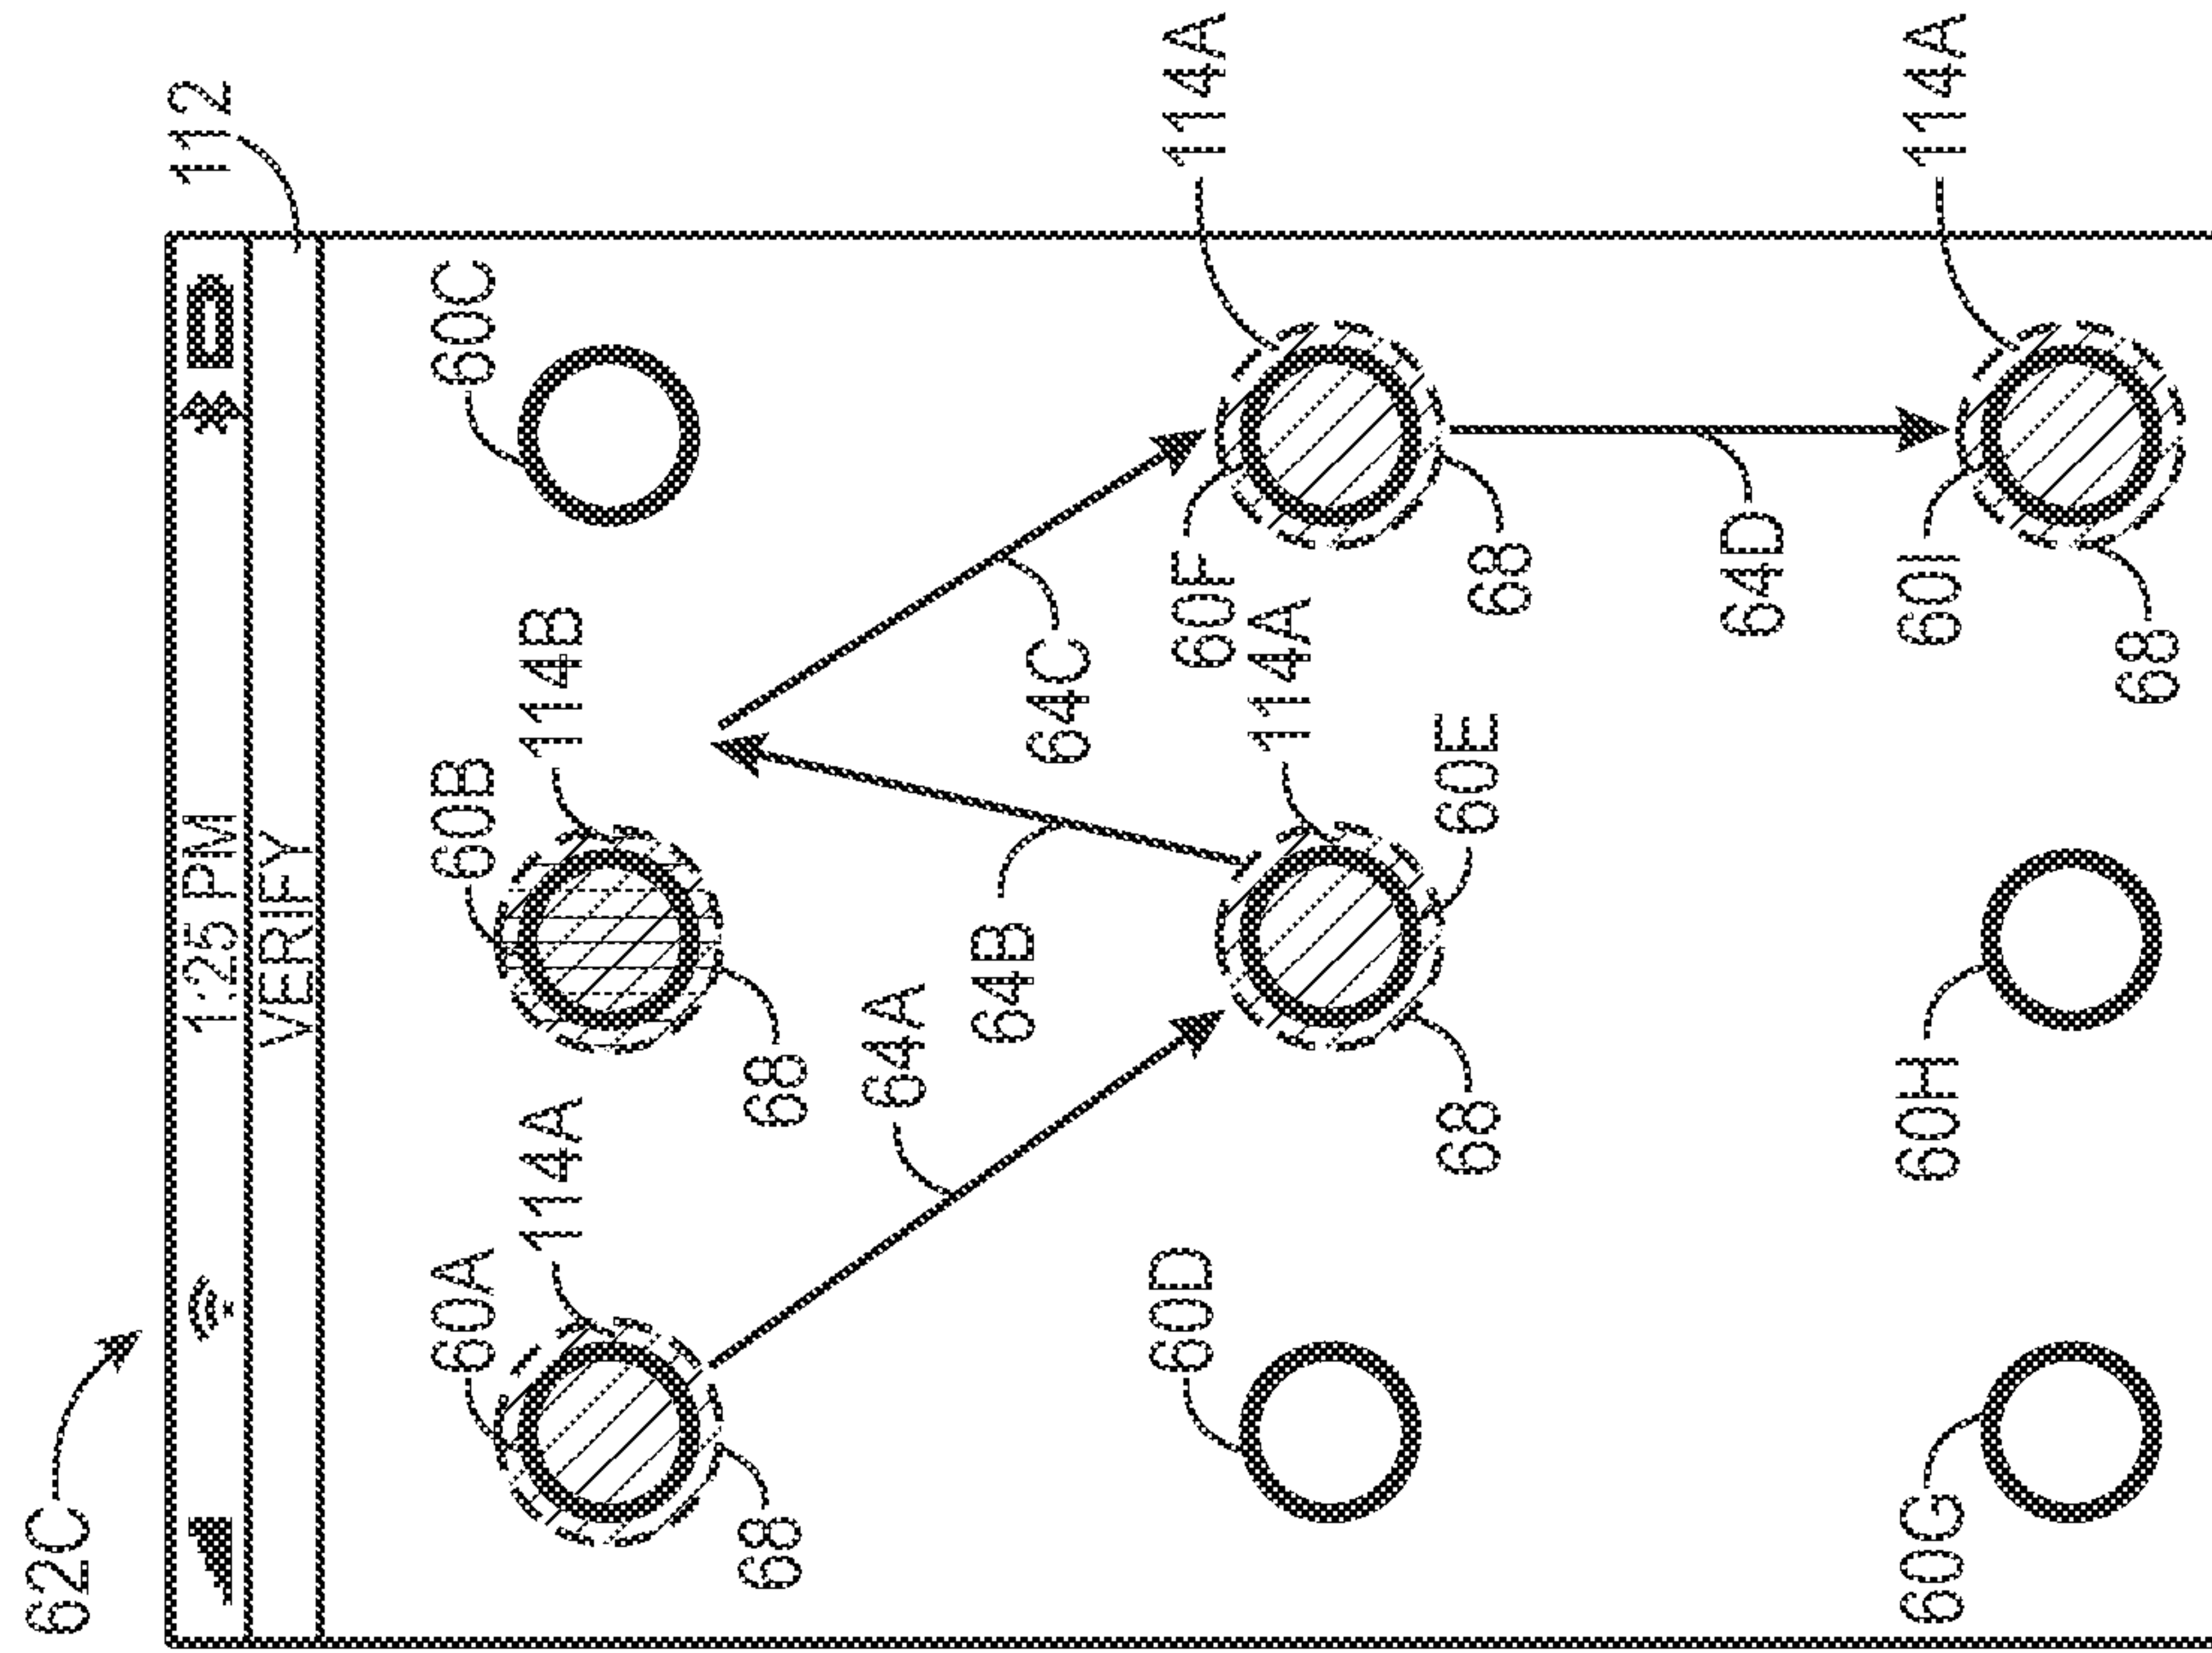 62C
112
1:25 PM
VERIFY
60A 60B 60C
114A 114B
68 68
64A
64B
64C
60D 60F 114A
114A
68 60E 68
64D
60G 60H 60I 114A
68